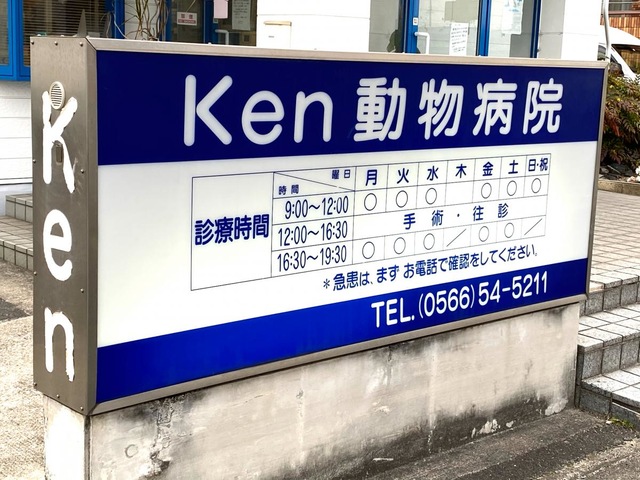 Ken
Ken動物病院
診療時間 曜日 時間 月 火 水 木 金 土 日・祝
9:00〜12:00 ○ ○ ○ ○ ○ ○
12:00〜16:30 手術・往診
16:30〜19:30 ○ ○ ○ ／ ○ ○ ／
＊急患は、まずお電話で確認をしてください。
TEL.(0566)54-5211